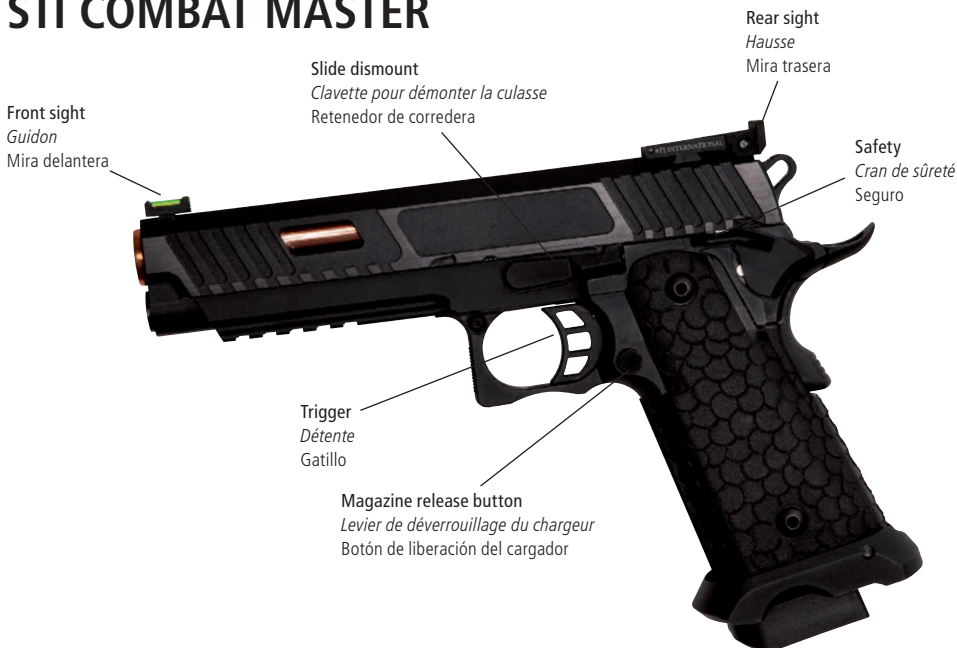 STI COMBAT MASTER
Rear sight
Hausse
Mira trasera
Slide dismount
Clavette pour démonter la culasse
Retenedor de corredera
Front sight
Guidon
Mira delantera
Safety
Cran de sûreté
Seguro
STI INTERNATIONAL
Trigger
Détente
Gatillo
Magazine release button
Levier de déverrouillage du chargeur
Botón de liberación del cargador